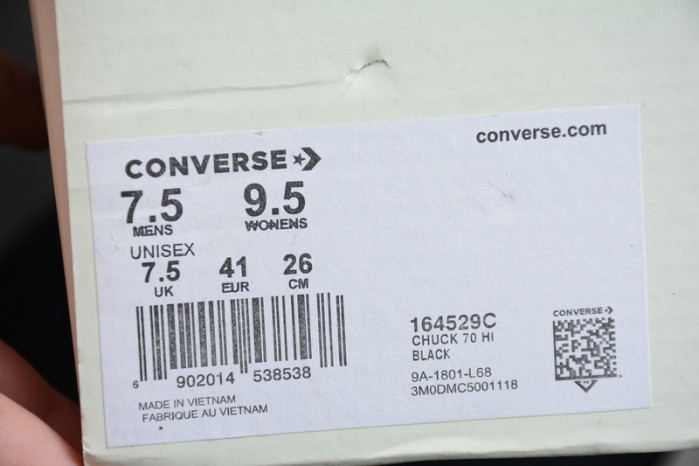 converse.com
CONVERSE
7.5 9.5
MENS WONENS
UNISEX
7.5 41 26
UK EUR CM
6 902014 538538
MADE IN VIETNAM
FABRIQUE AU VIETNAM
164529C
CHUCK 70 HI
BLACK
9A-1801-L68
3M0DMC5001118
CONVERSE